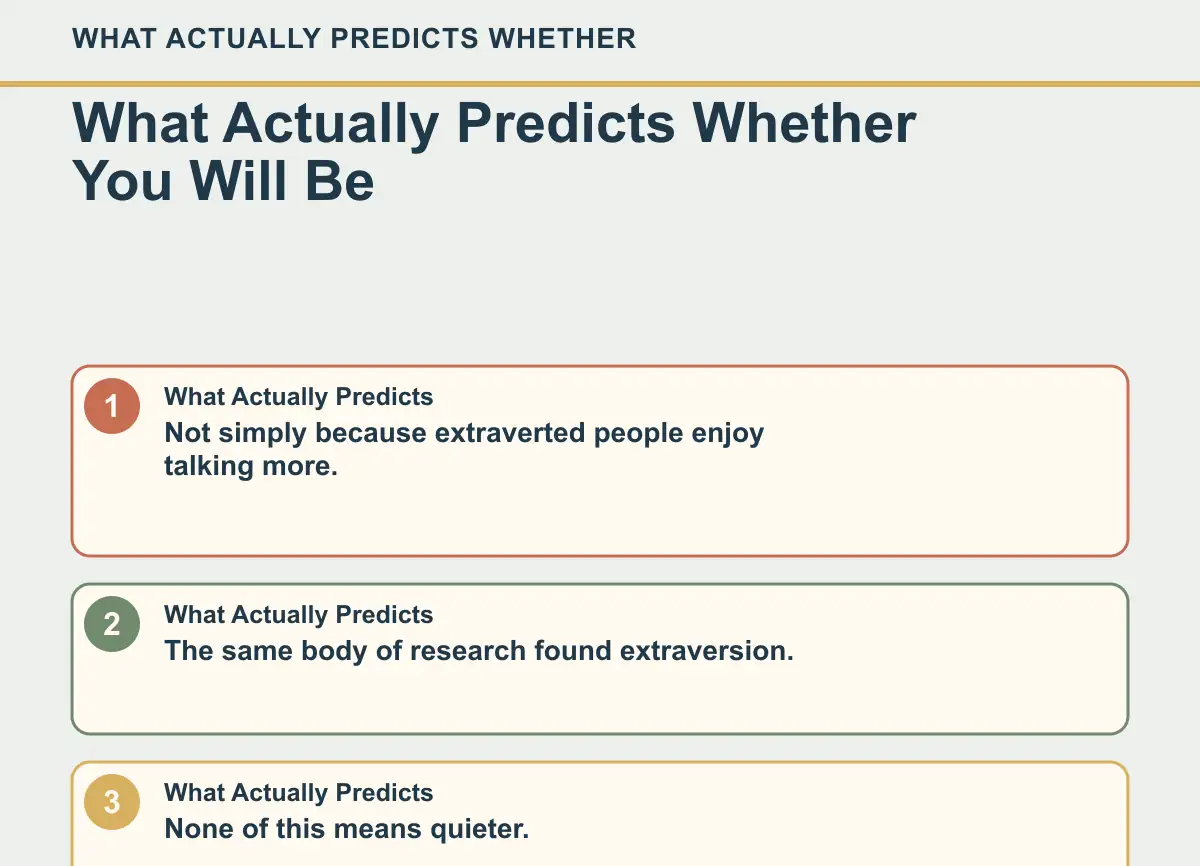 WHAT ACTUALLY PREDICTS WHETHER
What Actually Predicts Whether
You Will Be
1
What Actually Predicts
Not simply because extraverted people enjoy
talking more.
2
What Actually Predicts
The same body of research found extraversion.
3
What Actually Predicts
None of this means quieter.